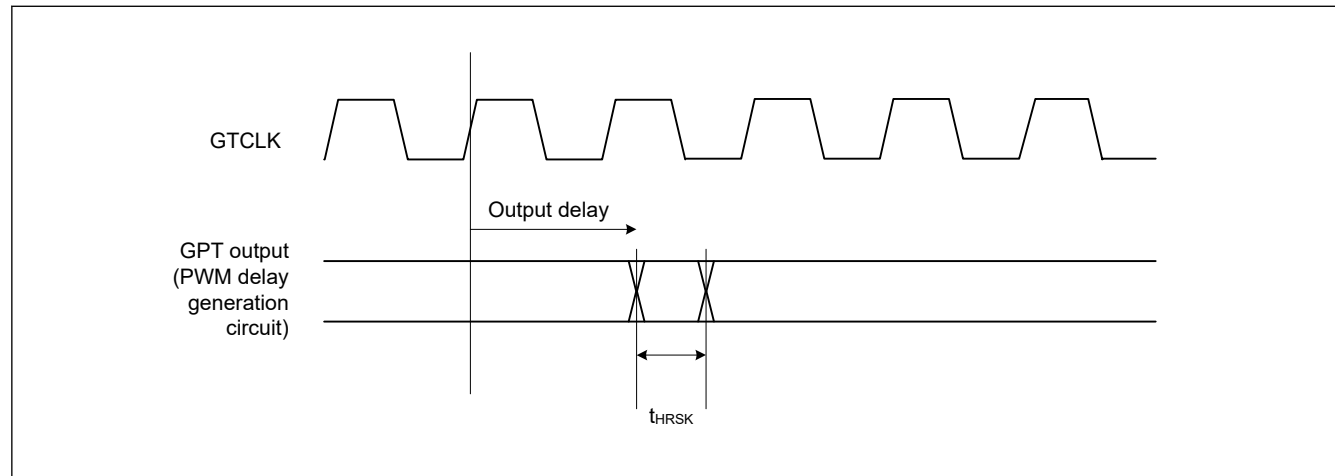 GTCLK
Output delay
GPT output
(PWM delay
generation
circuit)
tHRSK